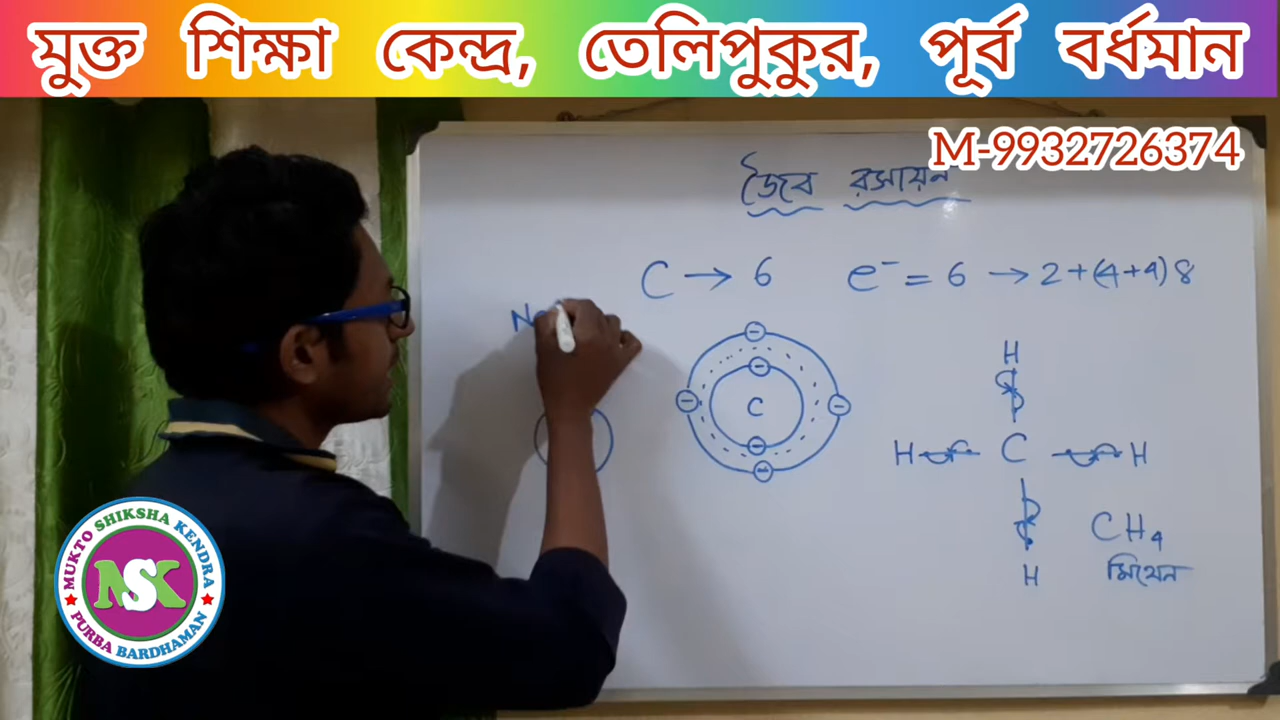 মুক্ত শিক্ষা কেন্দ্র, তেলিপুকুর, পূর্ব বর্ধমান
M-9932726374
জৈব রসায়ন
C → 6 e⁻ = 6 → 2+(4+4)8
H
C
H C H
H
CH₄
মিথেন
MUKTO SHIKSHA KENDRA
MSK
PURBA BARDHAMAN